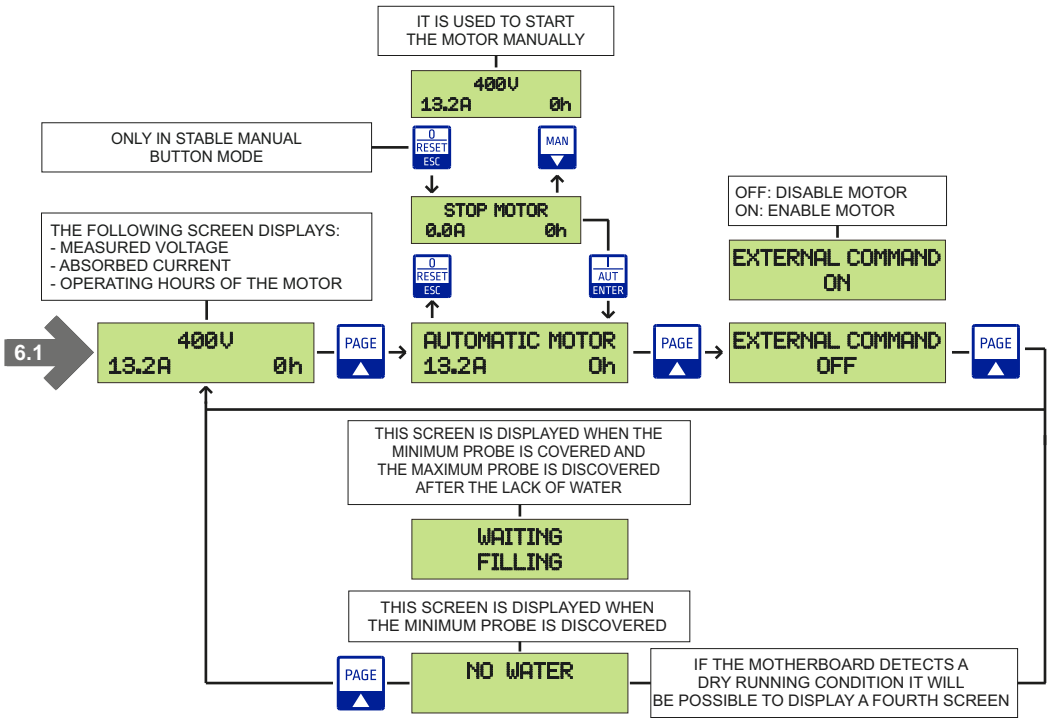 IT IS USED TO START
THE MOTOR MANUALLY
400V
13.2A 0h
ONLY IN STABLE MANUAL
BUTTON MODE
0
RESET
ESC
MAN
STOP MOTOR
0.0A 0h
OFF: DISABLE MOTOR
ON: ENABLE MOTOR
THE FOLLOWING SCREEN DISPLAYS:
- MEASURED VOLTAGE
- ABSORBED CURRENT
- OPERATING HOURS OF THE MOTOR
0
RESET
ESC
I
AUT
ENTER
EXTERNAL COMMAND
ON
6.1
400V
13.2A 0h
PAGE
AUTOMATIC MOTOR
13.2A 0h
PAGE
EXTERNAL COMMAND
OFF
PAGE
THIS SCREEN IS DISPLAYED WHEN THE
MINIMUM PROBE IS COVERED AND
THE MAXIMUM PROBE IS DISCOVERED
AFTER THE LACK OF WATER
WAITING
FILLING
THIS SCREEN IS DISPLAYED WHEN
THE MINIMUM PROBE IS DISCOVERED
PAGE
NO WATER
IF THE MOTHERBOARD DETECTS A
DRY RUNNING CONDITION IT WILL
BE POSSIBLE TO DISPLAY A FOURTH SCREEN